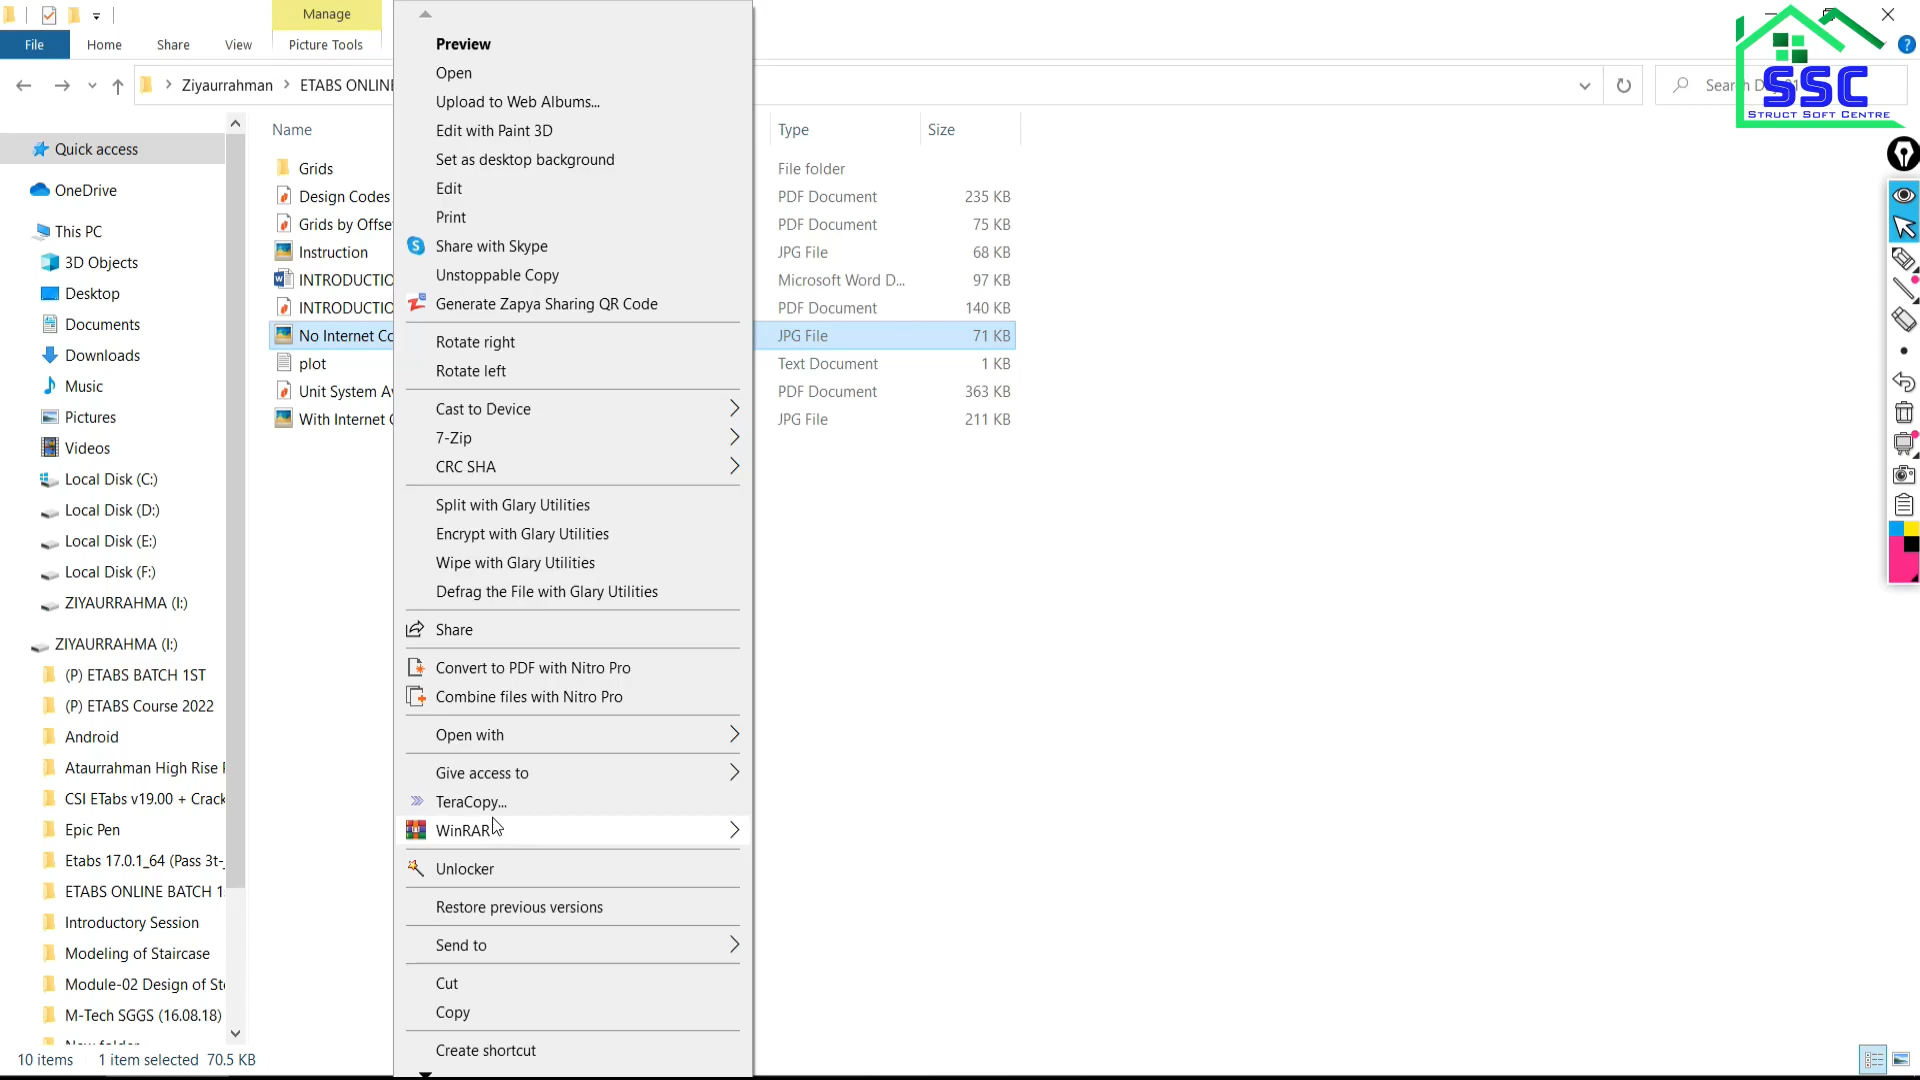 Manage
File
Home
Share
View
Picture Tools
Ziyaurrahman
ETABS ONLINE
Search D
SSC
STRUCT SOFT CENTRE
Name
Type
Size
Quick access
OneDrive
This PC
3D Objects
Desktop
Documents
Downloads
Music
Pictures
Videos
Local Disk (C:)
Local Disk (D:)
Local Disk (E:)
Local Disk (F:)
ZIYAURRAHMA (I:)
ZIYAURRAHMA (I:)
(P) ETABS BATCH 1ST
(P) ETABS Course 2022
Android
Ataurrahman High Rise
CSI ETabs v19.00 + Crack
Epic Pen
Etabs 17.0.1_64 (Pass 3t-
ETABS ONLINE BATCH 1
Introductory Session
Modeling of Staircase
Module-02 Design of St
M-Tech SGGS (16.08.18)
New folder
Grids File folder
Design Codes PDF Document 235 KB
Grids by Offse PDF Document 75 KB
Instruction JPG File 68 KB
INTRODUCTIO Microsoft Word D... 97 KB
INTRODUCTIO PDF Document 140 KB
No Internet Co JPG File 71 KB
plot Text Document 1 KB
Unit System Av PDF Document 363 KB
With Internet C JPG File 211 KB
Preview
Open
Upload to Web Albums...
Edit with Paint 3D
Set as desktop background
Edit
Print
Share with Skype
Unstoppable Copy
Generate Zapya Sharing QR Code
Rotate right
Rotate left
Cast to Device
7-Zip
CRC SHA
Split with Glary Utilities
Encrypt with Glary Utilities
Wipe with Glary Utilities
Defrag the File with Glary Utilities
Share
Convert to PDF with Nitro Pro
Combine files with Nitro Pro
Open with
Give access to
TeraCopy...
WinRAR
Unlocker
Restore previous versions
Send to
Cut
Copy
Create shortcut
10 items 1 item selected 70.5 KB